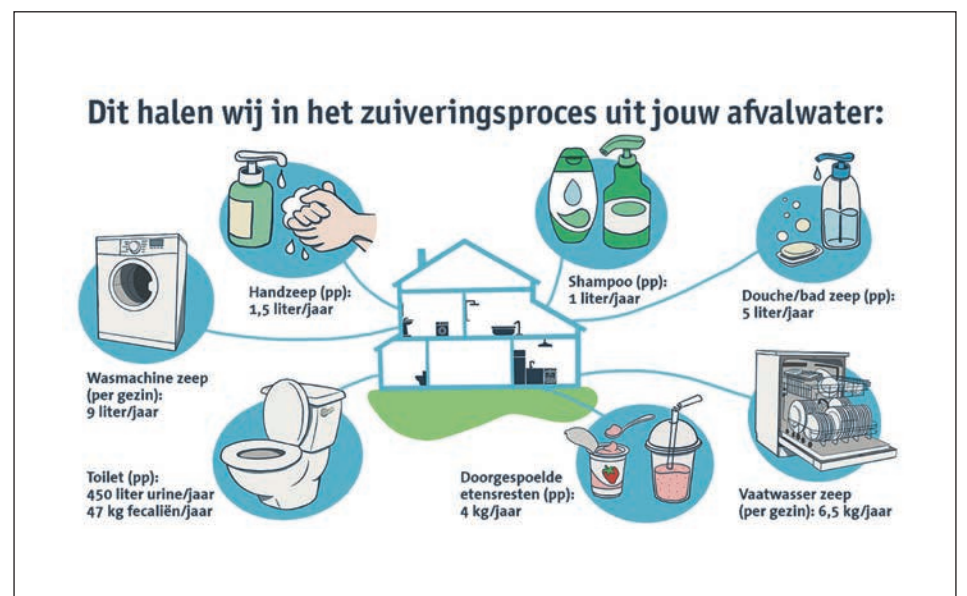 Dit halen wij in het zuiveringsproces uit jouw afvalwater:
Handzeep (pp):
1,5 liter/jaar
Shampoo (pp):
1 liter/jaar
Douche/bad zeep (pp):
5 liter/jaar
Wasmachine zeep
(per gezin):
9 liter/jaar
Toilet (pp):
450 liter urine/jaar
47 kg fecaliën/jaar
Doorgespoelde
etensresten (pp):
4 kg/jaar
Vaatwasser zeep
(per gezin): 6,5 kg/jaar